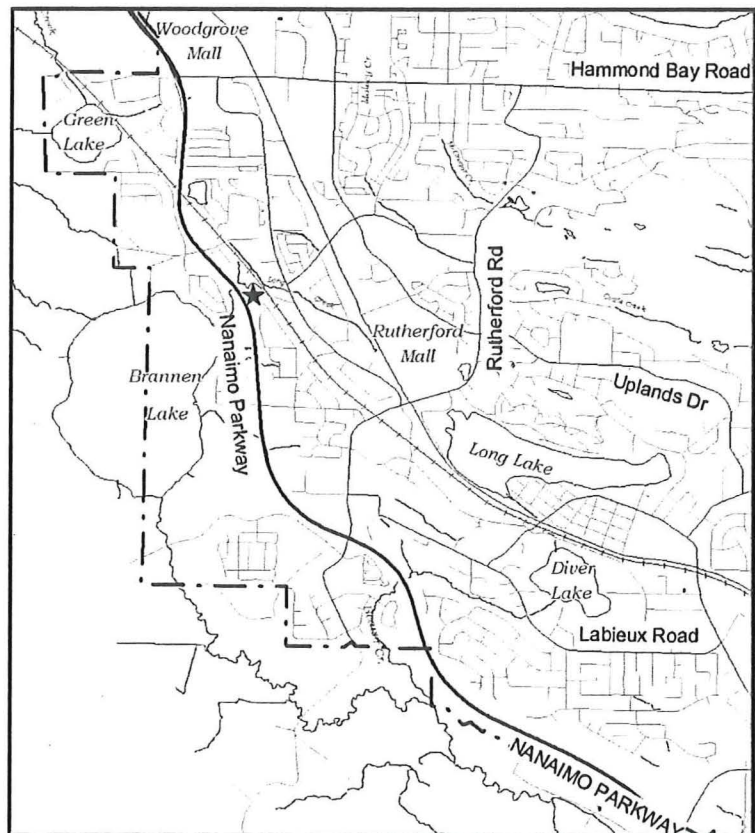 Woodgrove
Mall
Hammond Bay Road
Green
Lake
Nanaimo Parkway
Rutherford Rd
Rutherford
Mall
Brannen
Lake
Uplands Dr
Long Lake
Diver
Lake
Labieux Road
NANAIMO PARKWAY